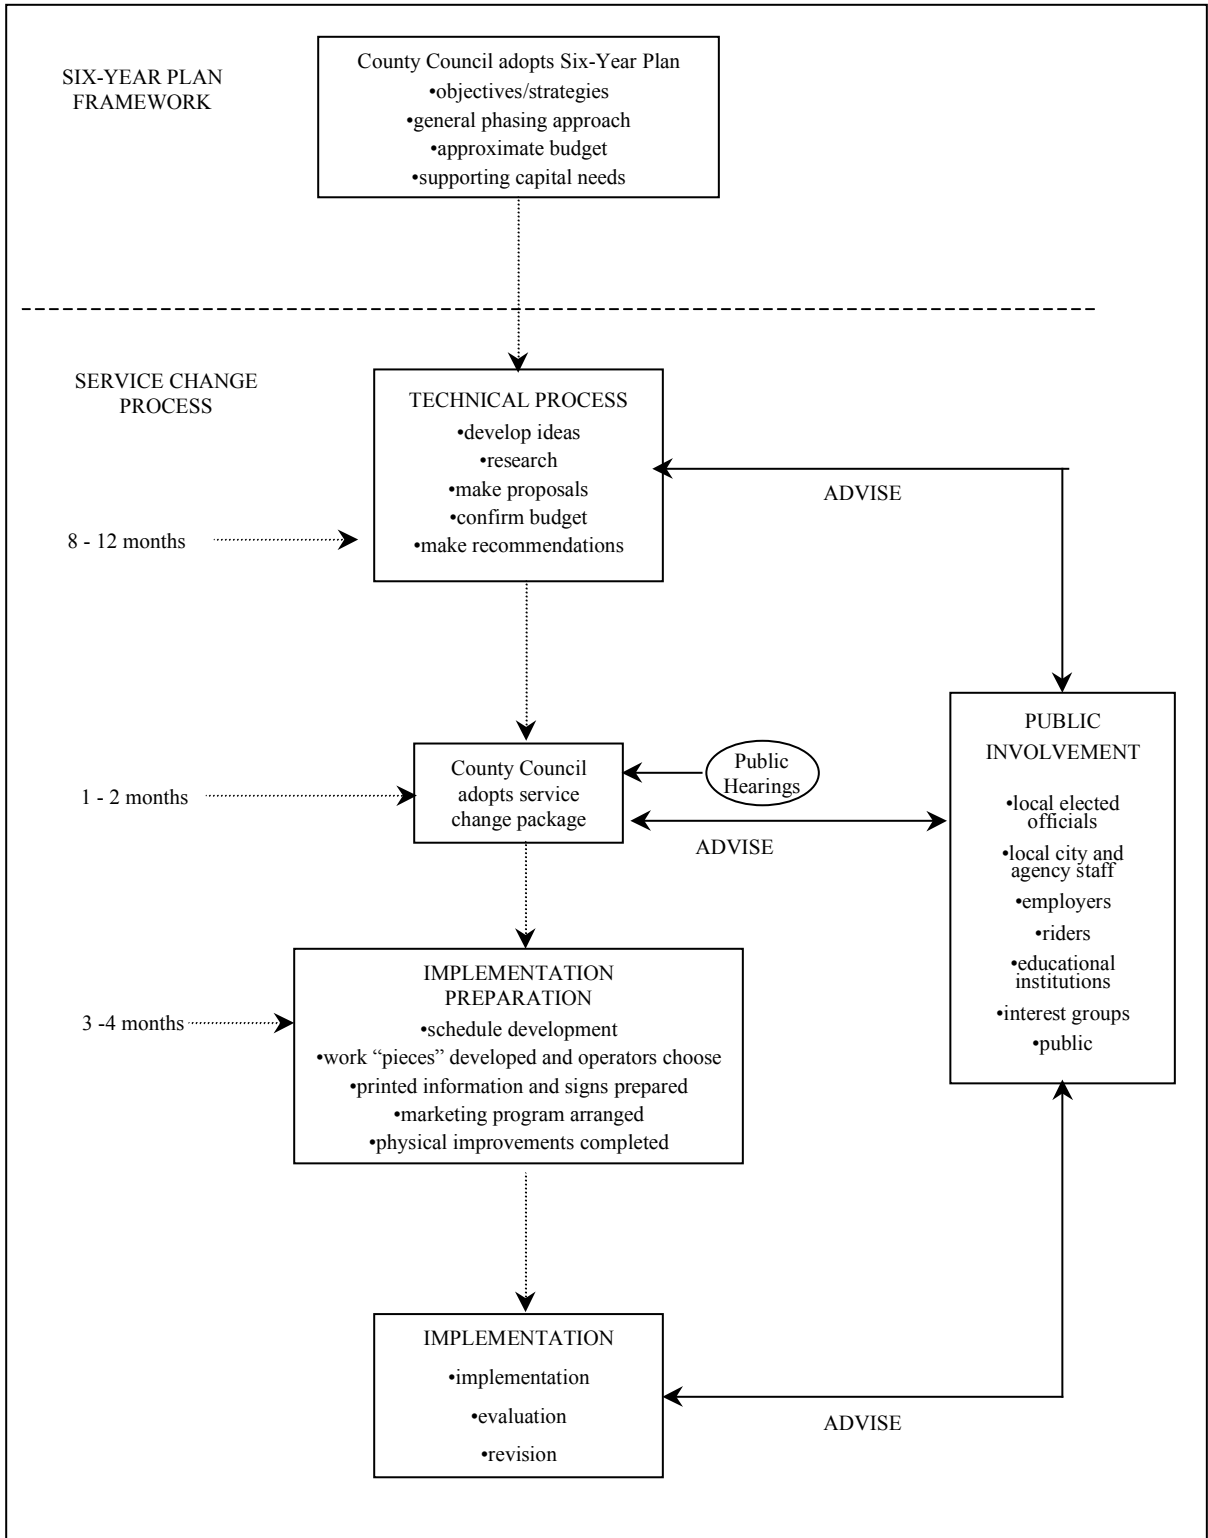 SIX-YEAR PLAN
FRAMEWORK
County Council adopts Six-Year Plan
•objectives/strategies
•general phasing approach
•approximate budget
•supporting capital needs
SERVICE CHANGE
PROCESS
TECHNICAL PROCESS
•develop ideas
•research
•make proposals
•confirm budget
•make recommendations
8 - 12 months
ADVISE
1 - 2 months
County Council
adopts service
change package
Public
Hearings
ADVISE
PUBLIC
INVOLVEMENT
•local elected
officials
•local city and
agency staff
•employers
•riders
•educational
institutions
•interest groups
•public
3 -4 months
IMPLEMENTATION
PREPARATION
•schedule development
•work “pieces” developed and operators choose
•printed information and signs prepared
•marketing program arranged
•physical improvements completed
IMPLEMENTATION
•implementation
•evaluation
•revision
ADVISE